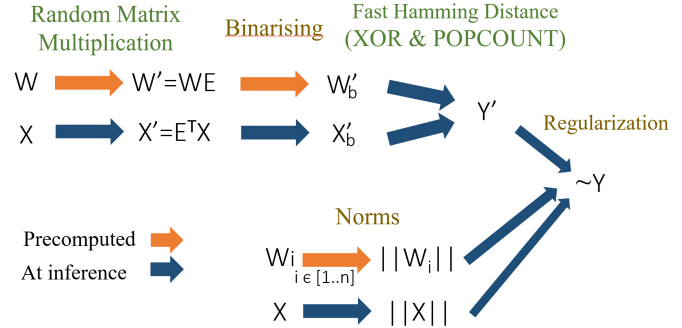 Random Matrix
Multiplication
Binarising
Fast Hamming Distance
(XOR & POPCOUNT)
W W'=WE W'b
X X'=EᵀX X'b
Y'
Regularization
~Y
Norms
Precomputed
At inference
Wi ||Wi||
i ϵ [1..n]
X ||X||